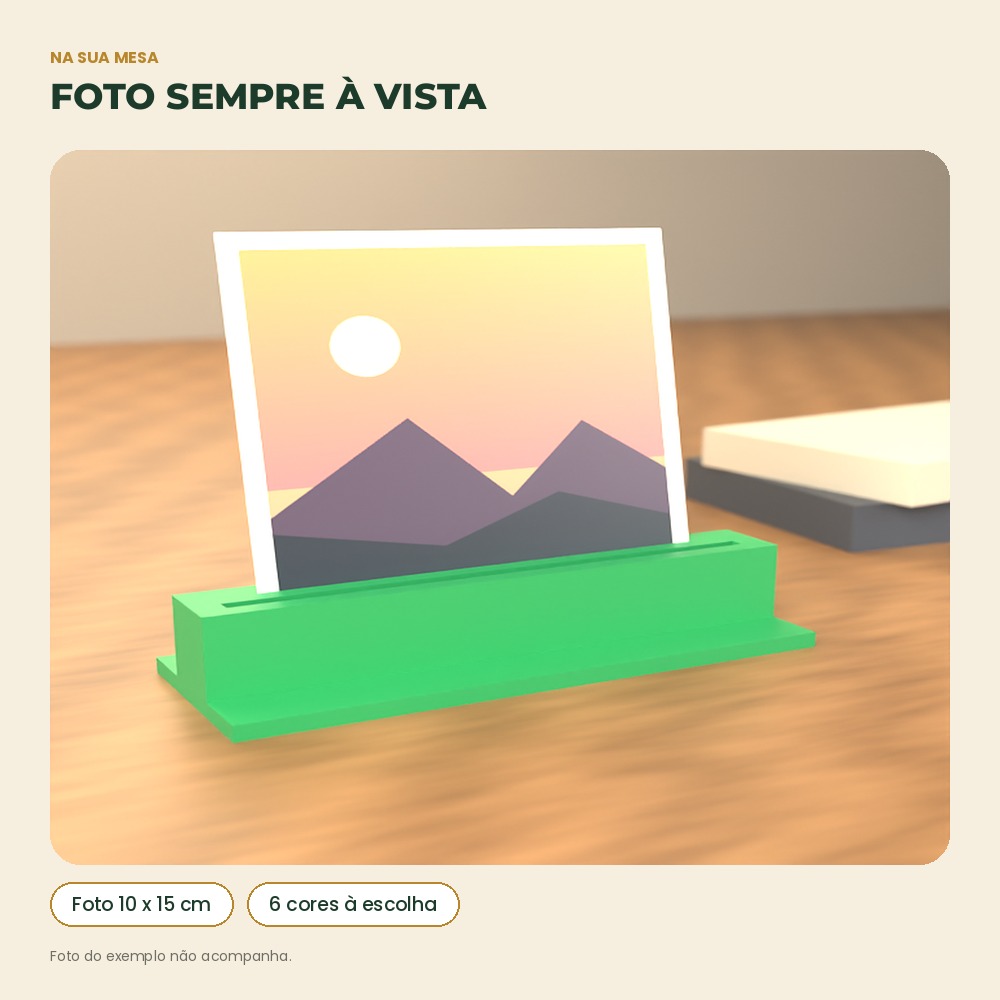 NA SUA MESA
FOTO SEMPRE À VISTA
Foto 10 x 15 cm
6 cores à escolha
Foto do exemplo não acompanha.